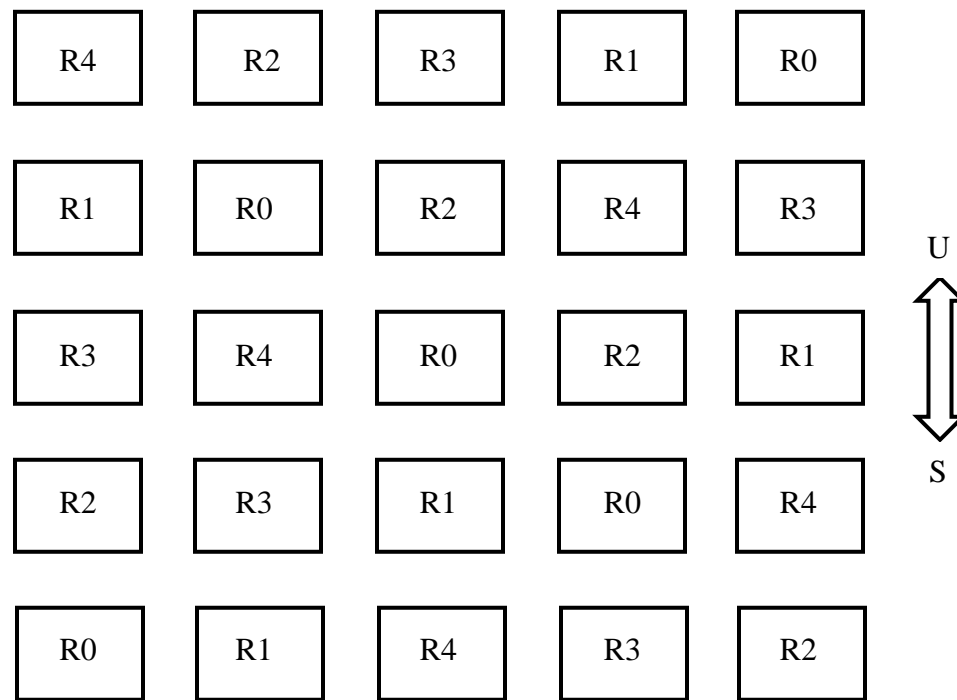 R4 R2 R3 R1 R0
R1 R0 R2 R4 R3
U
R3 R4 R0 R2 R1
S
R2 R3 R1 R0 R4
R0 R1 R4 R3 R2